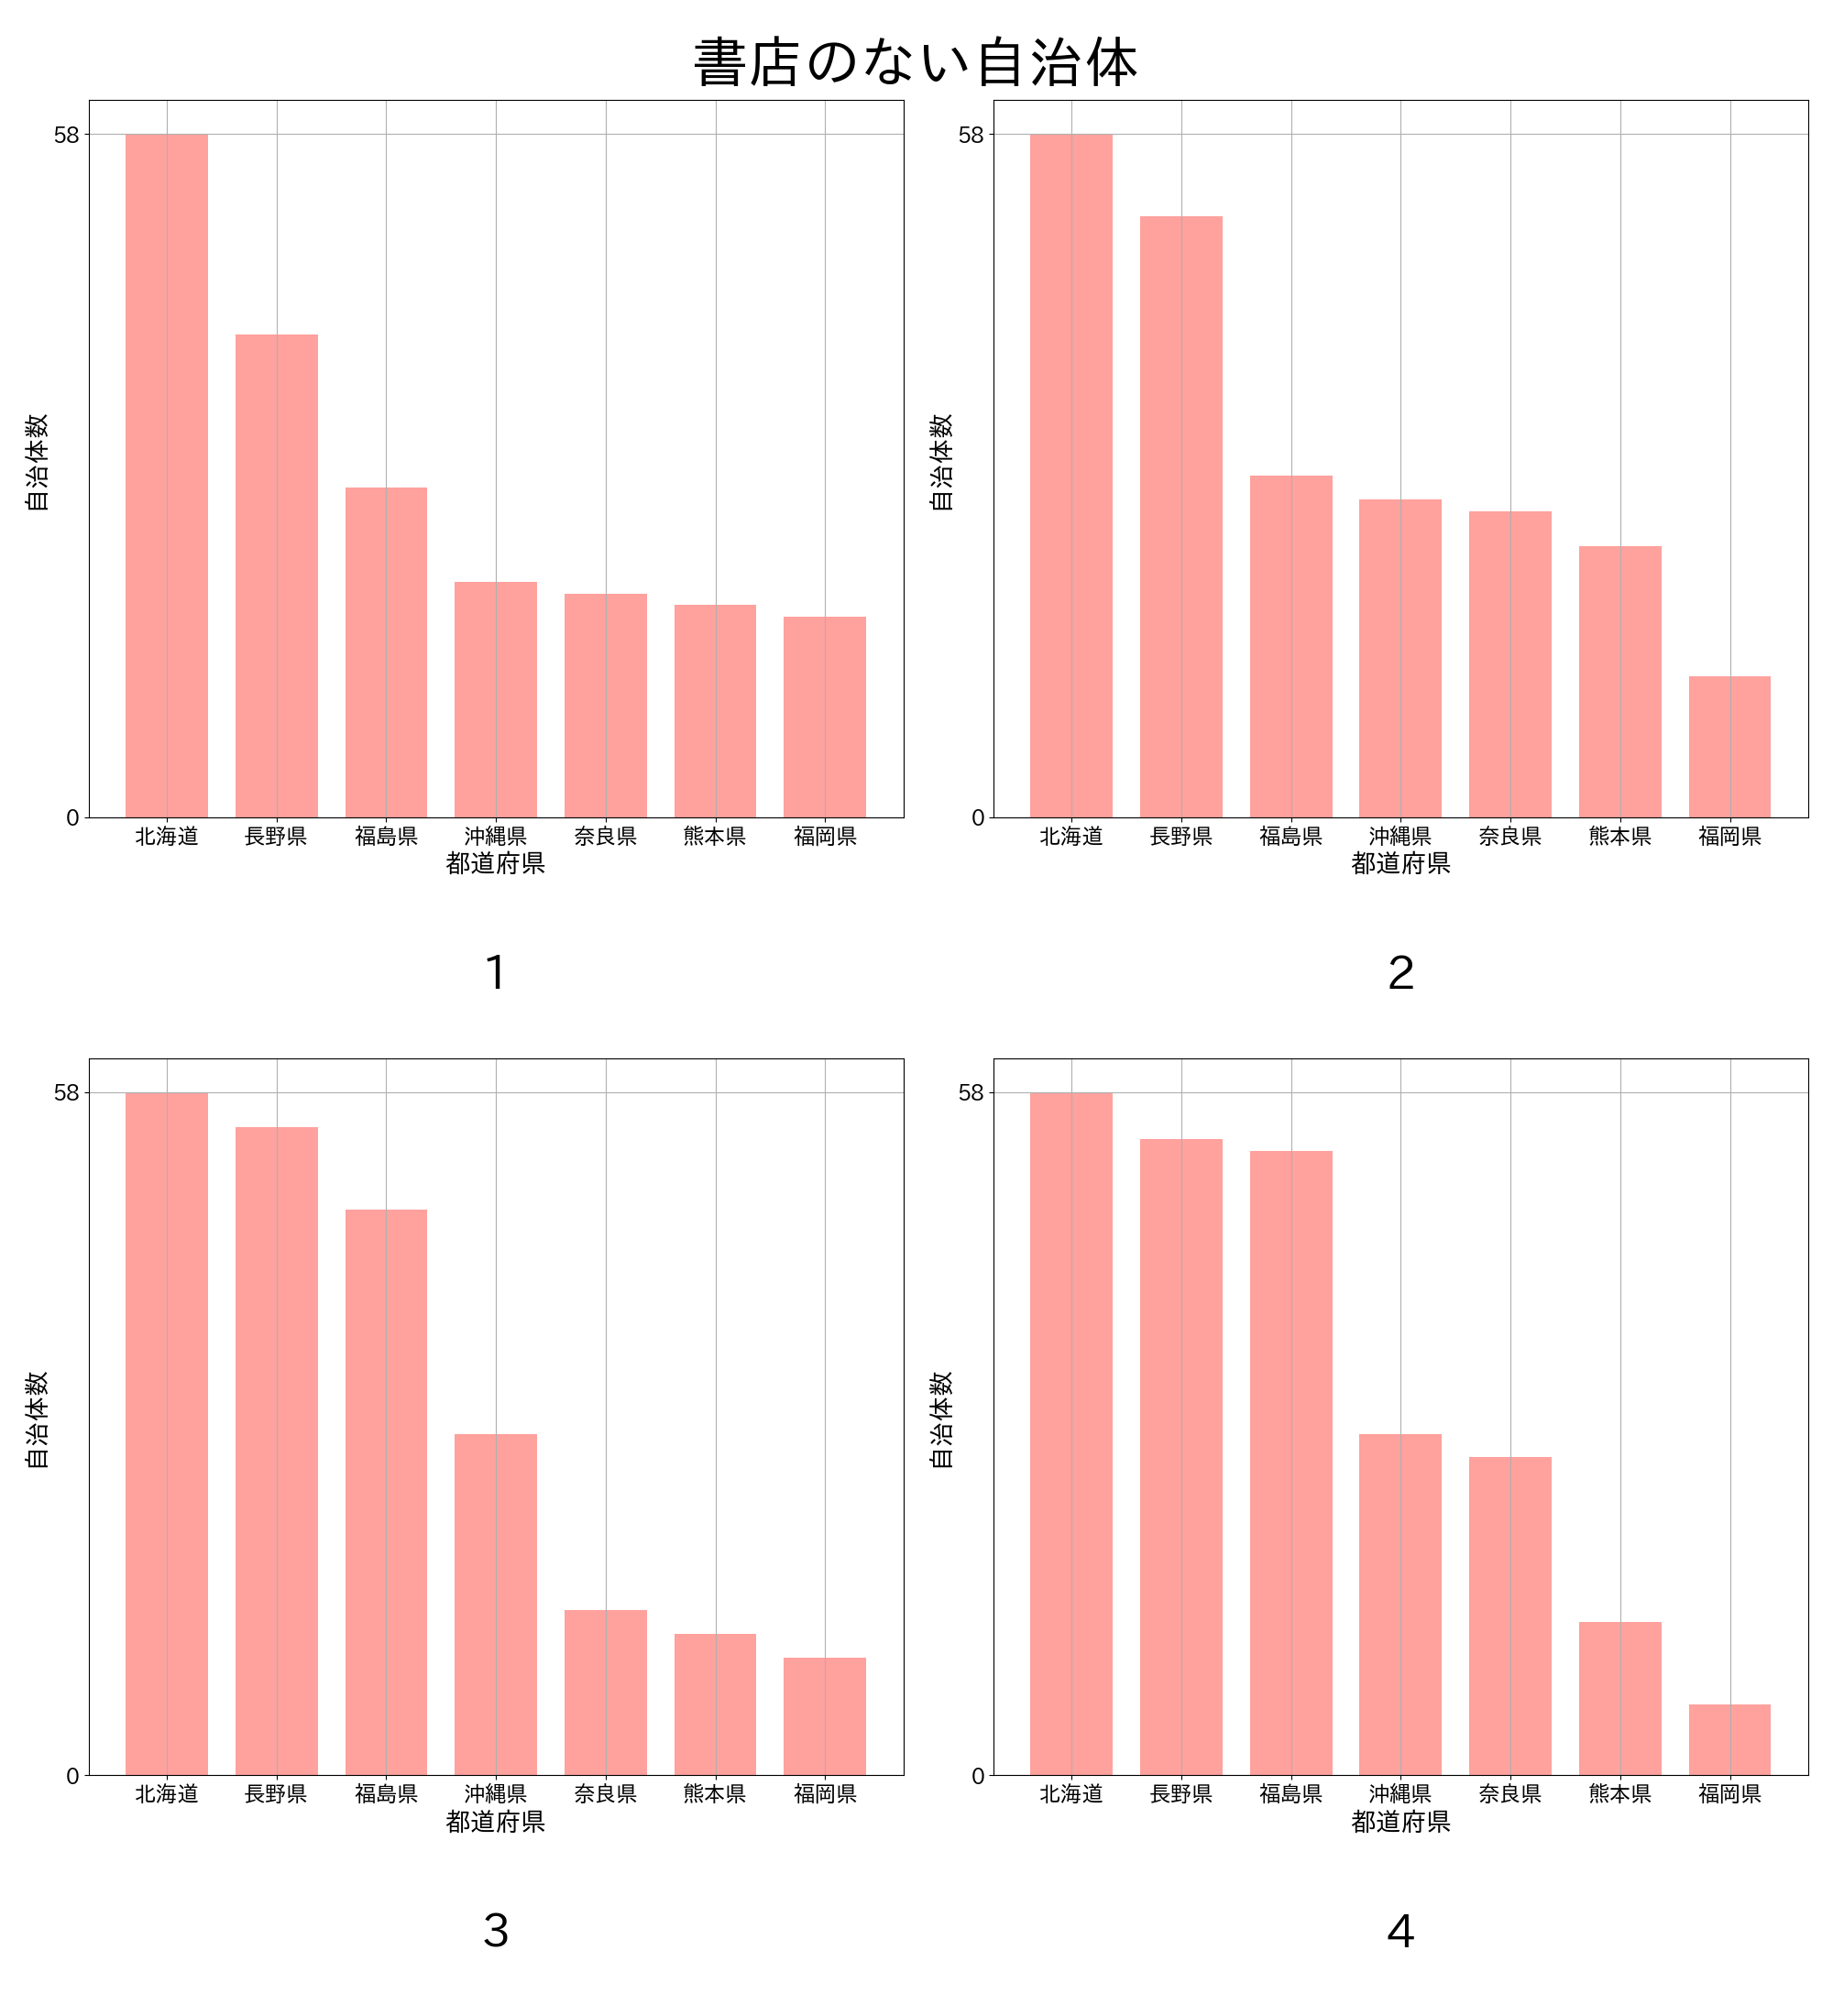 書店のない自治体
58
0
自治体数
北海道 長野県 福島県 沖縄県 奈良県 熊本県 福岡県
都道府県
1
58
0
自治体数
北海道 長野県 福島県 沖縄県 奈良県 熊本県 福岡県
都道府県
2
58
0
自治体数
北海道 長野県 福島県 沖縄県 奈良県 熊本県 福岡県
都道府県
3
58
0
自治体数
北海道 長野県 福島県 沖縄県 奈良県 熊本県 福岡県
都道府県
4